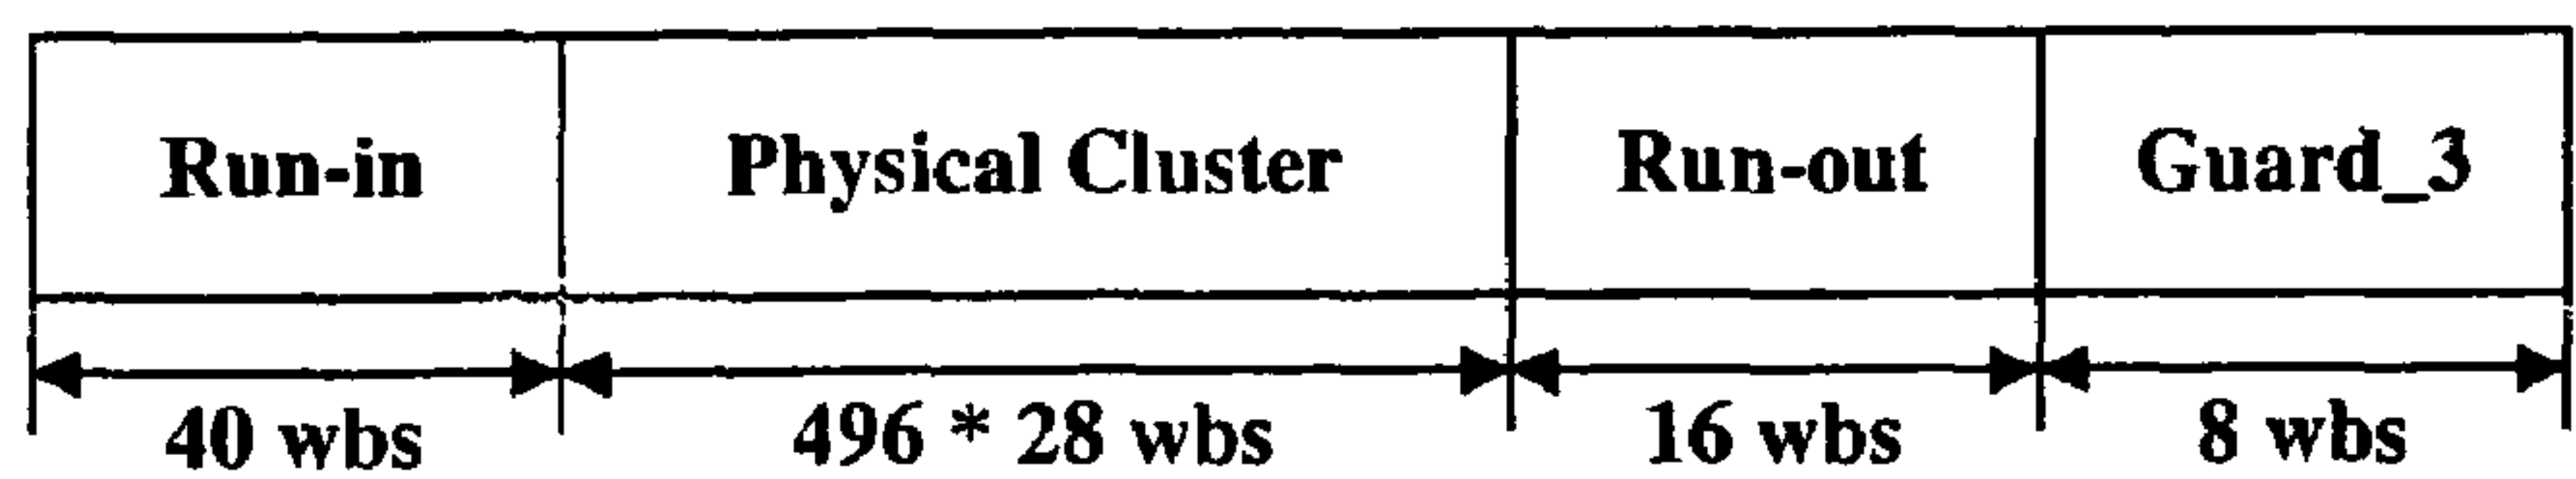 Run-in Physical Cluster Run-out Guard_3
40 wbs 496 * 28 wbs 16 wbs 8 wbs